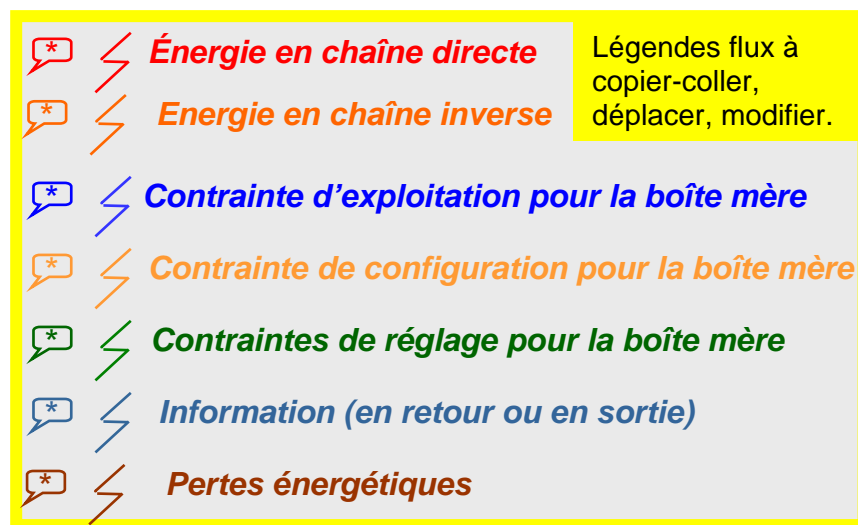 * Énergie en chaîne directe
Légendes flux à
copier-coller,
déplacer, modifier.
* Energie en chaîne inverse
* Contrainte d’exploitation pour la boîte mère
* Contrainte de configuration pour la boîte mère
* Contraintes de réglage pour la boîte mère
* Information (en retour ou en sortie)
* Pertes énergétiques